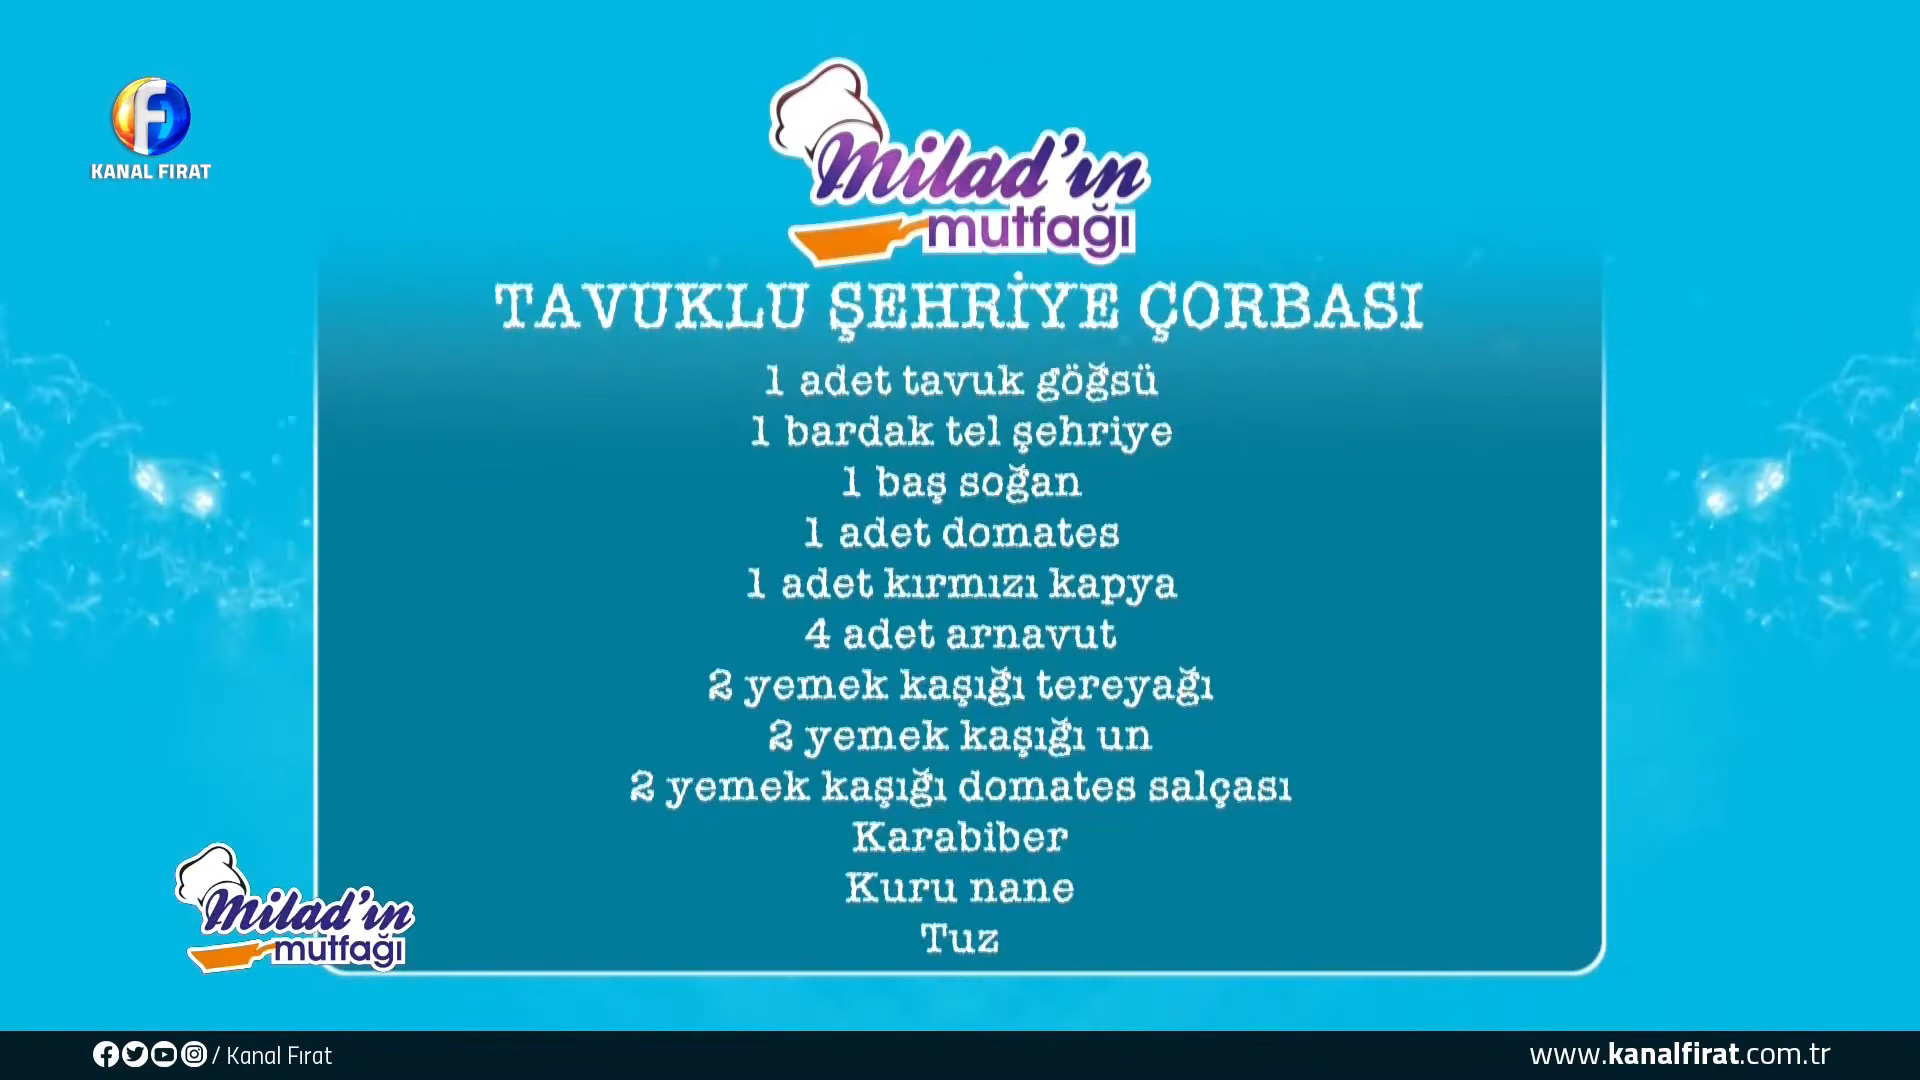 KANAL FIRAT
Milad'ın
mutfağı
TAVUKLU ŞEHRİYE ÇORBASI
1 adet tavuk göğsü
1 bardak tel şehriye
1 baş soğan
1 adet domates
1 adet kırmızı kapya
4 adet arnavut
2 yemek kaşığı tereyağı
2 yemek kaşığı un
2 yemek kaşığı domates salçası
Karabiber
Kuru nane
Tuz
Milad'ın
mutfağı
/ Kanal Fırat
www.kanalfirat.com.tr